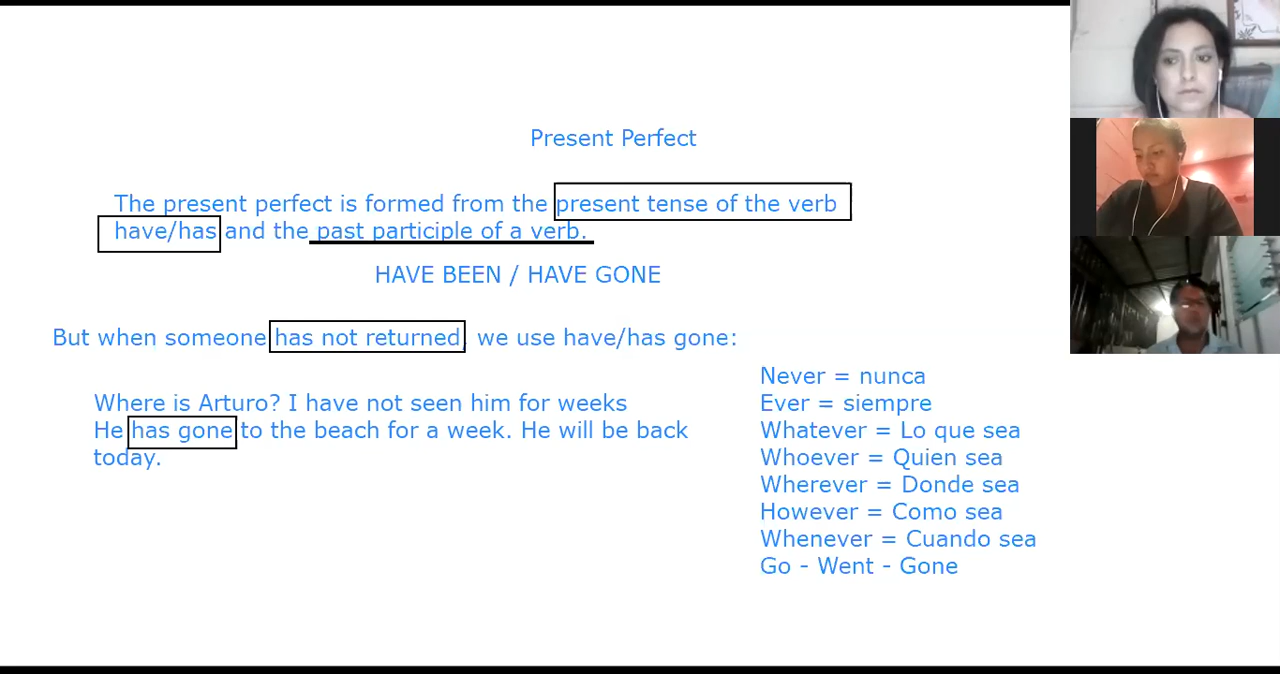 Present Perfect
The present perfect is formed from the present tense of the verb
have/has and the past participle of a verb.
HAVE BEEN / HAVE GONE
But when someone has not returned, we use have/has gone:
Where is Arturo? I have not seen him for weeks
He has gone to the beach for a week. He will be back
today.
Never = nunca
Ever = siempre
Whatever = Lo que sea
Whoever = Quien sea
Wherever = Donde sea
However = Como sea
Whenever = Cuando sea
Go - Went - Gone